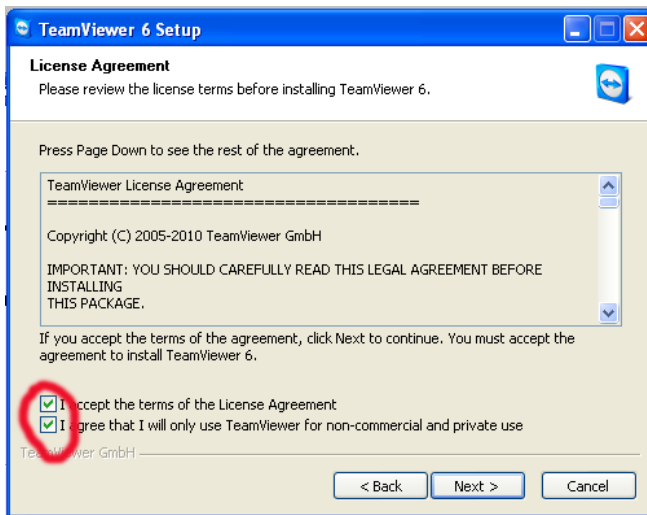 TeamViewer 6 Setup
License Agreement
Please review the license terms before installing TeamViewer 6.
Press Page Down to see the rest of the agreement.
TeamViewer License Agreement
====================================
Copyright (C) 2005-2010 TeamViewer GmbH
IMPORTANT: YOU SHOULD CAREFULLY READ THIS LEGAL AGREEMENT BEFORE
INSTALLING
THIS PACKAGE.
If you accept the terms of the agreement, click Next to continue. You must accept the
agreement to install TeamViewer 6.
I accept the terms of the License Agreement
I agree that I will only use TeamViewer for non-commercial and private use
TeamViewer GmbH
< Back Next > Cancel